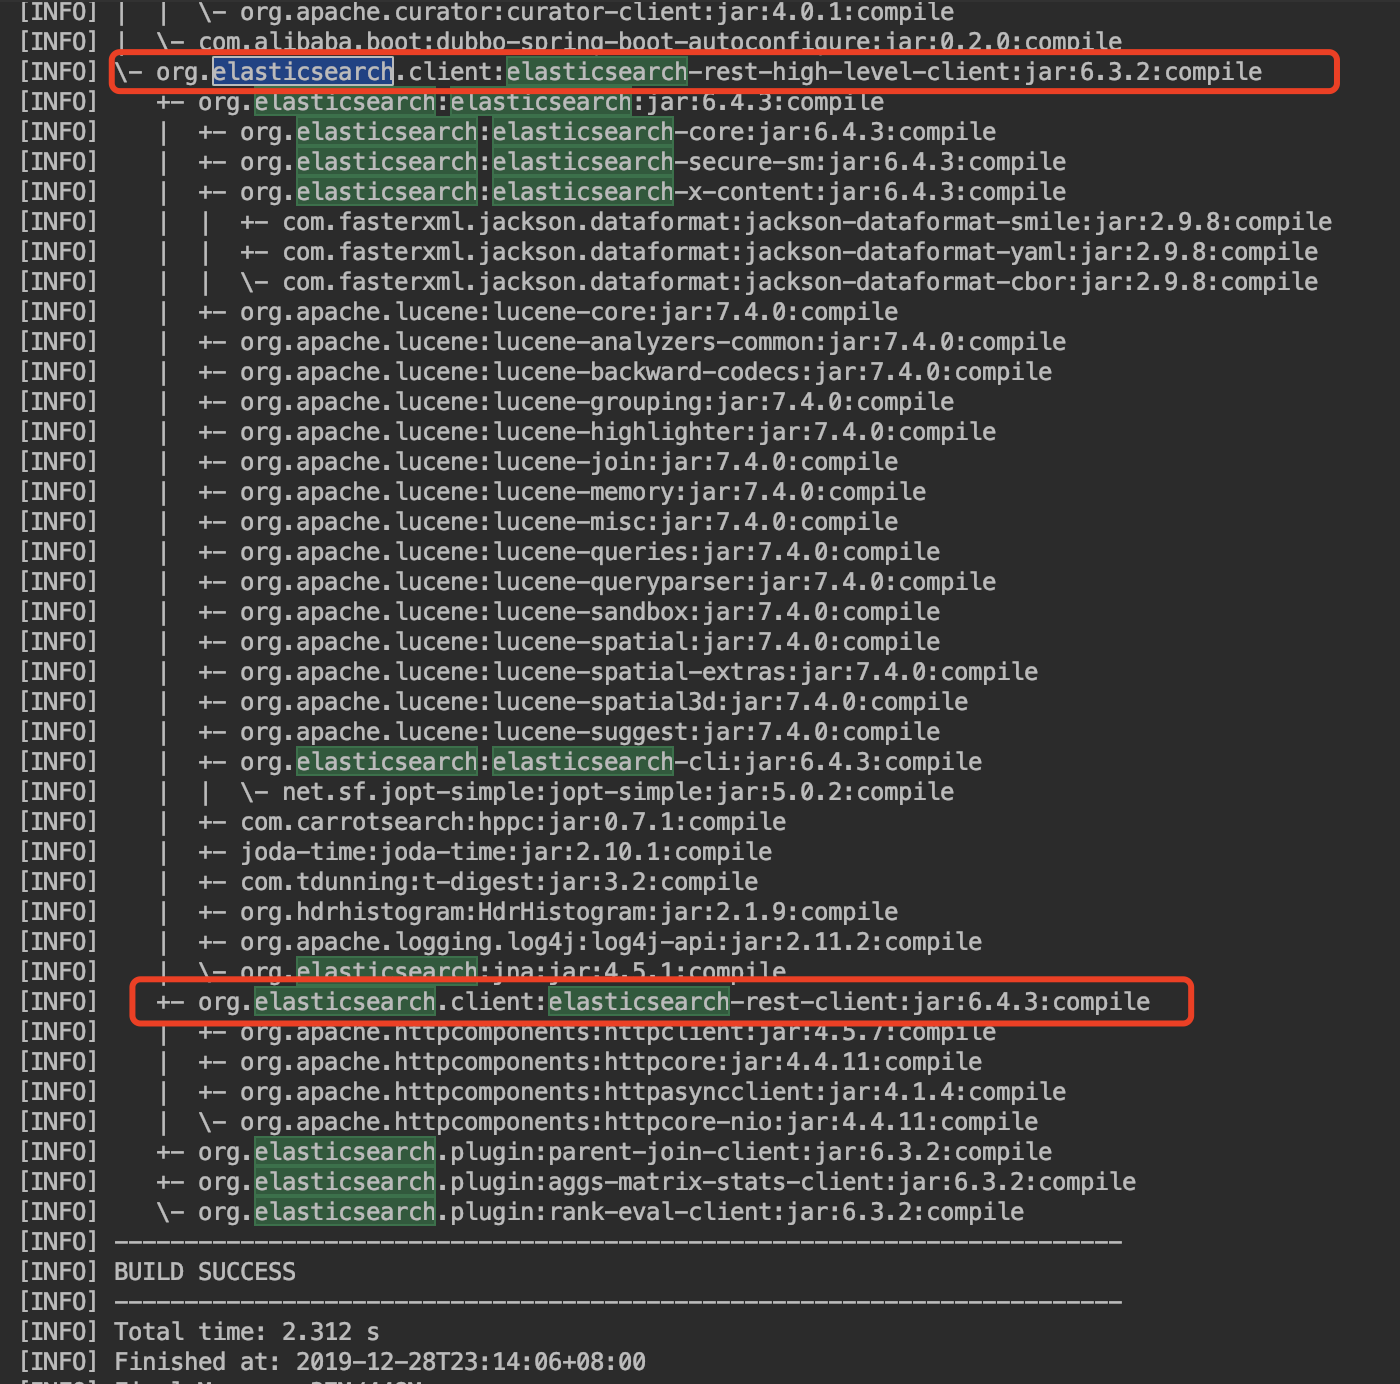 [INFO] |  |  \- org.apache.curator:curator-client:jar:4.0.1:compile
[INFO] |  \- com.alibaba.boot:dubbo-spring-boot-autoconfigure:jar:0.2.0:compile
[INFO] \- org.elasticsearch.client:elasticsearch-rest-high-level-client:jar:6.3.2:compile
[INFO]    +- org.elasticsearch:elasticsearch:jar:6.4.3:compile
[INFO]    |  +- org.elasticsearch:elasticsearch-core:jar:6.4.3:compile
[INFO]    |  +- org.elasticsearch:elasticsearch-secure-sm:jar:6.4.3:compile
[INFO]    |  +- org.elasticsearch:elasticsearch-x-content:jar:6.4.3:compile
[INFO]    |  |  +- com.fasterxml.jackson.dataformat:jackson-dataformat-smile:jar:2.9.8:compile
[INFO]    |  |  +- com.fasterxml.jackson.dataformat:jackson-dataformat-yaml:jar:2.9.8:compile
[INFO]    |  |  \- com.fasterxml.jackson.dataformat:jackson-dataformat-cbor:jar:2.9.8:compile
[INFO]    |  +- org.apache.lucene:lucene-core:jar:7.4.0:compile
[INFO]    |  +- org.apache.lucene:lucene-analyzers-common:jar:7.4.0:compile
[INFO]    |  +- org.apache.lucene:lucene-backward-codecs:jar:7.4.0:compile
[INFO]    |  +- org.apache.lucene:lucene-grouping:jar:7.4.0:compile
[INFO]    |  +- org.apache.lucene:lucene-highlighter:jar:7.4.0:compile
[INFO]    |  +- org.apache.lucene:lucene-join:jar:7.4.0:compile
[INFO]    |  +- org.apache.lucene:lucene-memory:jar:7.4.0:compile
[INFO]    |  +- org.apache.lucene:lucene-misc:jar:7.4.0:compile
[INFO]    |  +- org.apache.lucene:lucene-queries:jar:7.4.0:compile
[INFO]    |  +- org.apache.lucene:lucene-queryparser:jar:7.4.0:compile
[INFO]    |  +- org.apache.lucene:lucene-sandbox:jar:7.4.0:compile
[INFO]    |  +- org.apache.lucene:lucene-spatial:jar:7.4.0:compile
[INFO]    |  +- org.apache.lucene:lucene-spatial-extras:jar:7.4.0:compile
[INFO]    |  +- org.apache.lucene:lucene-spatial3d:jar:7.4.0:compile
[INFO]    |  +- org.apache.lucene:lucene-suggest:jar:7.4.0:compile
[INFO]    |  +- org.elasticsearch:elasticsearch-cli:jar:6.4.3:compile
[INFO]    |  |  \- net.sf.jopt-simple:jopt-simple:jar:5.0.2:compile
[INFO]    |  +- com.carrotsearch:hppc:jar:0.7.1:compile
[INFO]    |  +- joda-time:joda-time:jar:2.10.1:compile
[INFO]    |  +- com.tdunning:t-digest:jar:3.2:compile
[INFO]    |  +- org.hdrhistogram:HdrHistogram:jar:2.1.9:compile
[INFO]    |  +- org.apache.logging.log4j:log4j-api:jar:2.11.2:compile
[INFO]    |  \- org.elasticsearch:jna:jar:4.5.1:compile
[INFO]    +- org.elasticsearch.client:elasticsearch-rest-client:jar:6.4.3:compile
[INFO]    |  +- org.apache.httpcomponents:httpclient:jar:4.5.7:compile
[INFO]    |  +- org.apache.httpcomponents:httpcore:jar:4.4.11:compile
[INFO]    |  +- org.apache.httpcomponents:httpasyncclient:jar:4.1.4:compile
[INFO]    |  \- org.apache.httpcomponents:httpcore-nio:jar:4.4.11:compile
[INFO]    +- org.elasticsearch.plugin:parent-join-client:jar:6.3.2:compile
[INFO]    +- org.elasticsearch.plugin:aggs-matrix-stats-client:jar:6.3.2:compile
[INFO]    \- org.elasticsearch.plugin:rank-eval-client:jar:6.3.2:compile
[INFO] ------------------------------------------------------------------------
[INFO] BUILD SUCCESS
[INFO] ------------------------------------------------------------------------
[INFO] Total time: 2.312 s
[INFO] Finished at: 2019-12-28T23:14:06+08:00